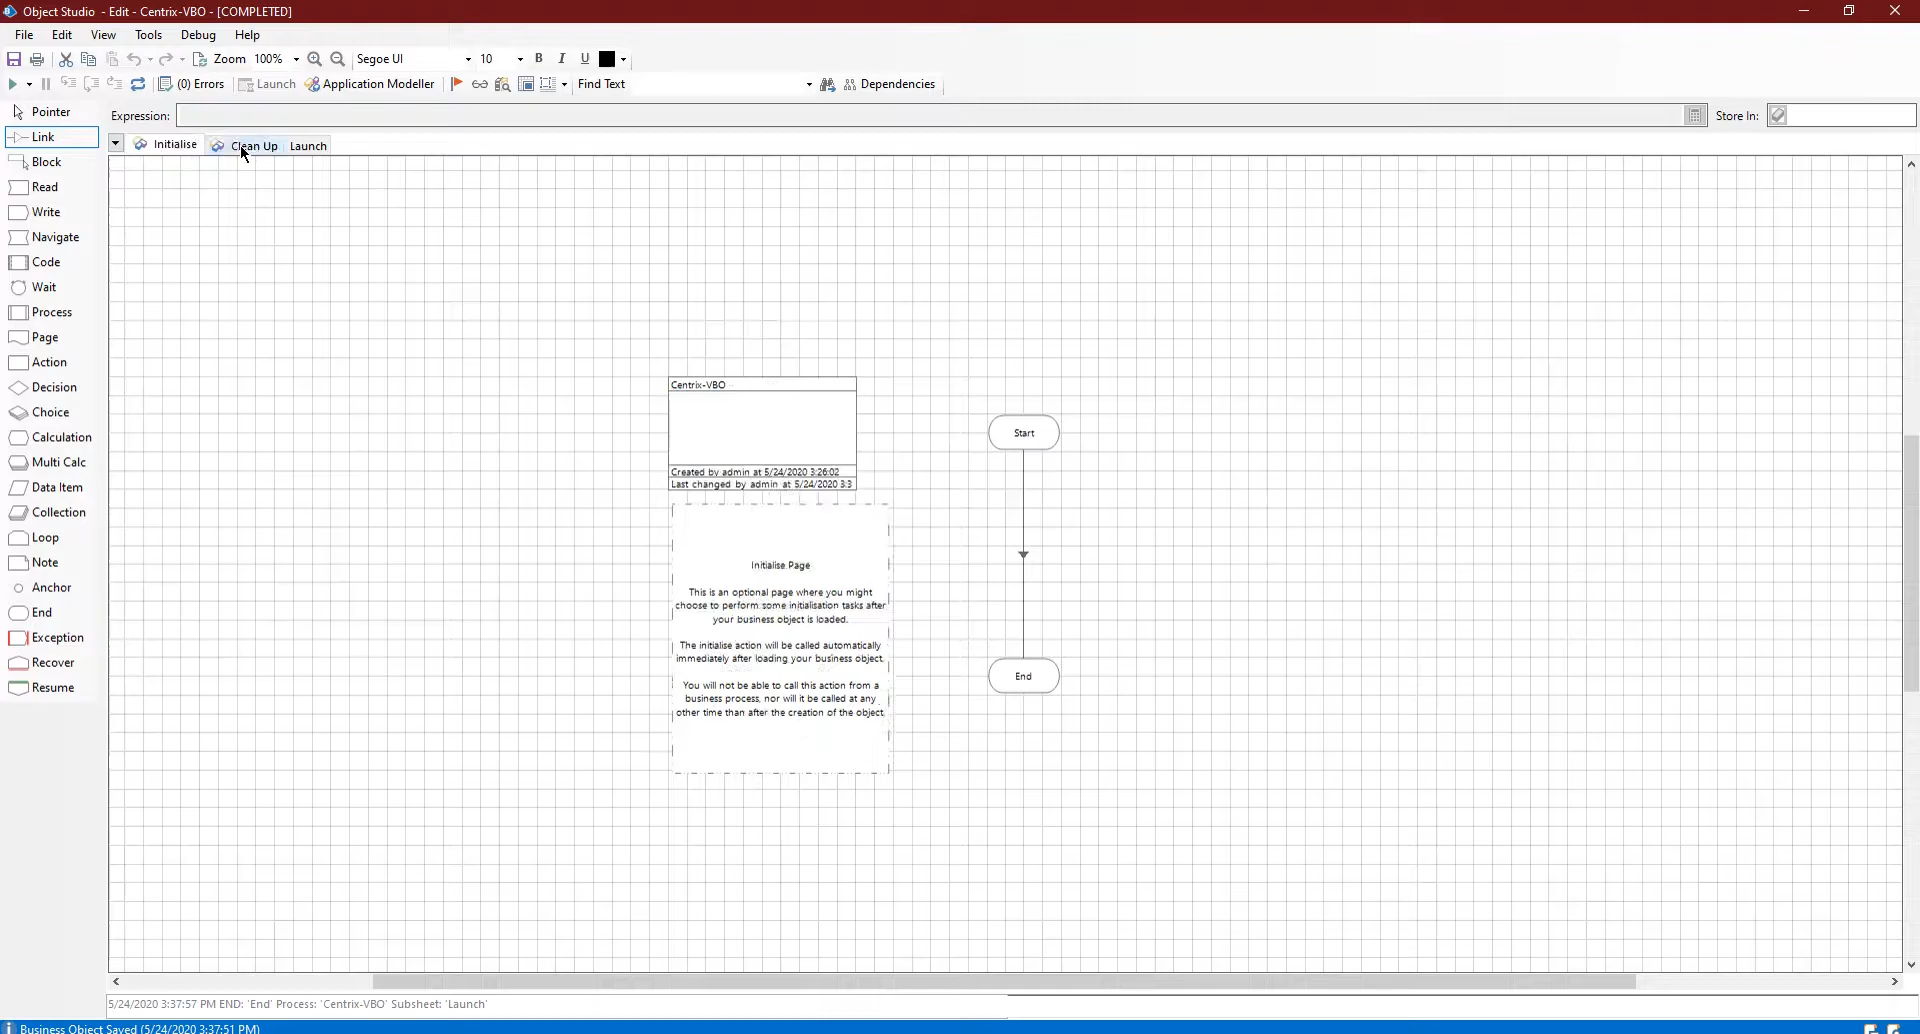 Object Studio - Edit - Centrix-VBO - [COMPLETED]
File Edit View Tools Debug Help
Zoom 100% Segoe UI 10 B I U
(0) Errors Launch Application Modeller Find Text Dependencies
Pointer Expression: Store In:
Link Initialise Clean Up Launch
Block
Read
Write
Navigate
Code
Wait
Process
Page
Action
Decision
Choice
Calculation
Multi Calc
Data Item
Collection
Loop
Note
Anchor
End
Exception
Recover
Resume
Centrix-VBO
Created by admin at 5/24/2020 3:26:02
Last changed by admin at 5/24/2020 3:3
Initialise Page
This is an optional page where you might
choose to perform some initialisation tasks after
your business object is loaded.
The initialise action will be called automatically
immediately after loading your business object.
You will not be able to call this action from a
business process, nor will it be called at any
other time than after the creation of the object.
Start
End
5/24/2020 3:37:57 PM END: 'End' Process: 'Centrix-VBO' Subsheet: 'Launch'
Business Object Saved (5/24/2020 3:37:51 PM)